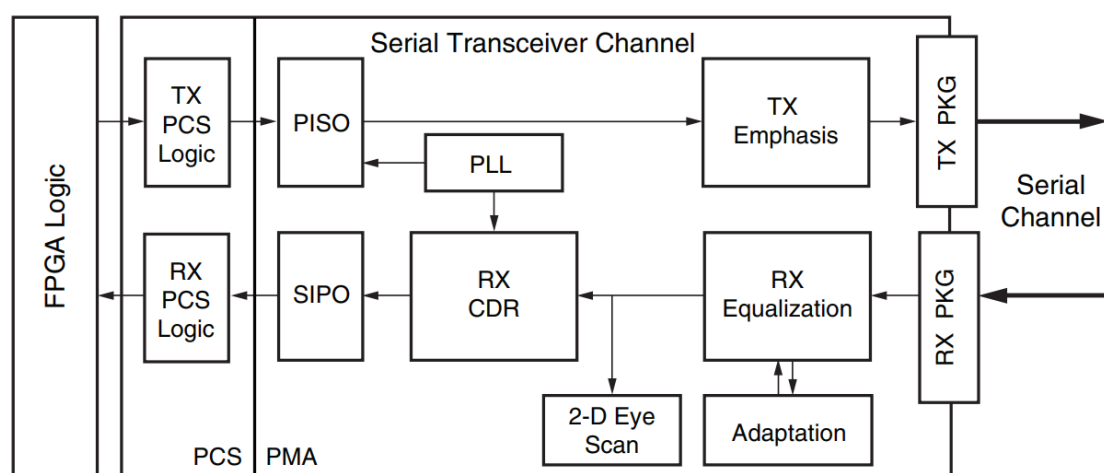 Serial Transceiver Channel
FPGA Logic
TX
PCS
Logic
PISO
PLL
TX
Emphasis
TX PKG
Serial
Channel
RX
PCS
Logic
SIPO
RX
CDR
RX
Equalization
RX PKG
2-D Eye
Scan
Adaptation
PCS
PMA